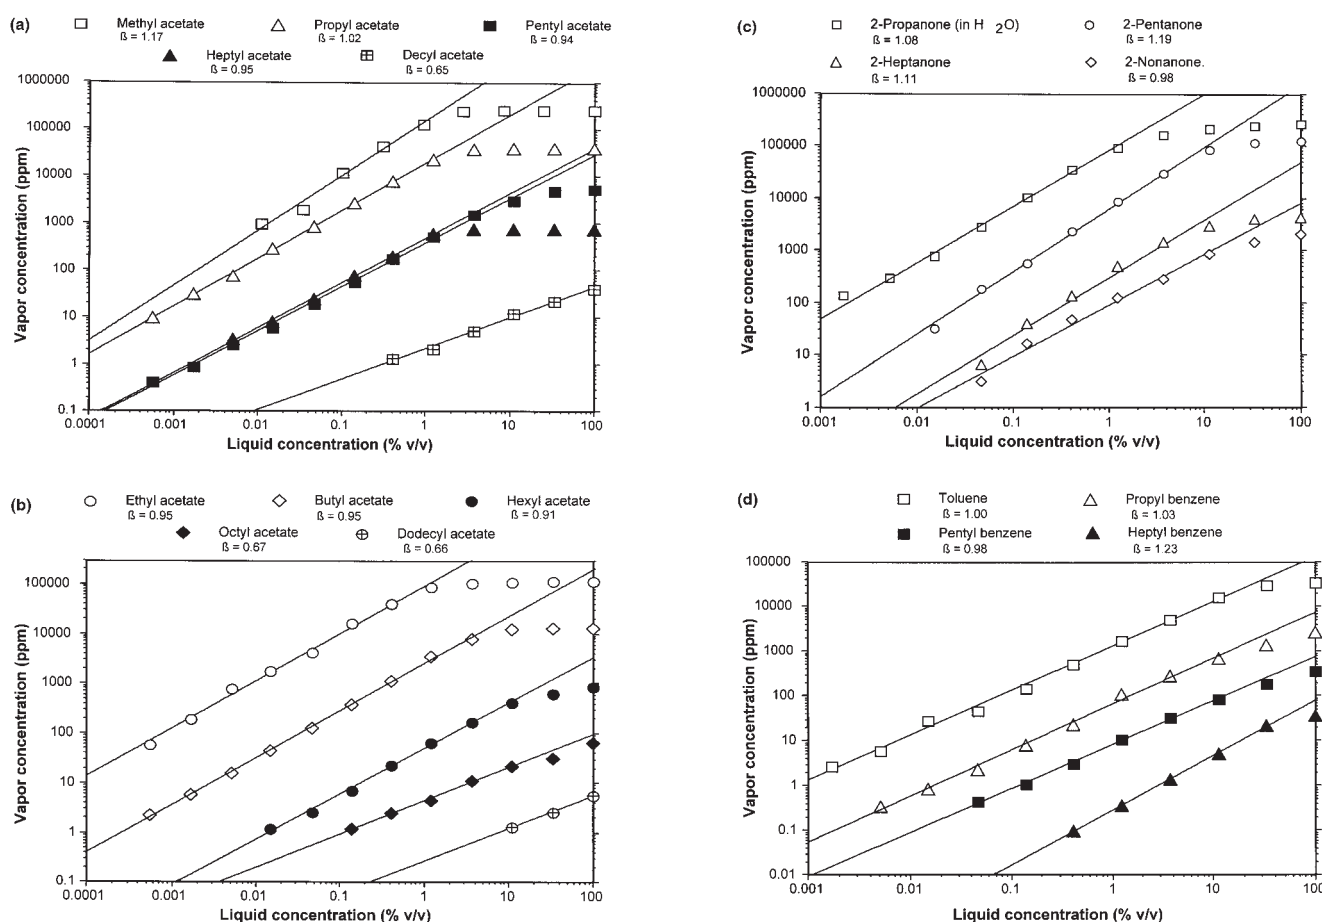 (a)
Methyl acetate Propyl acetate Pentyl acetate
ß = 1.17 ß = 1.02 ß = 0.94
Heptyl acetate Decyl acetate
ß = 0.95 ß = 0.65
1000000
100000
10000
1000
100
10
1
0.1
0.0001 0.001 0.01 0.1 1 10 100
Vapor concentration (ppm)
Liquid concentration (% v/v)
(b)
Ethyl acetate Butyl acetate Hexyl acetate
ß = 0.95 ß = 0.95 ß = 0.91
Octyl acetate Dodecyl acetate
ß = 0.67 ß = 0.66
100000
10000
1000
100
10
1
0.1
0.0001 0.001 0.01 0.1 1 10 100
Vapor concentration (ppm)
Liquid concentration (% v/v)
(c)
2-Propanone (in H 2O) 2-Pentanone
ß = 1.08 ß = 1.19
2-Heptanone 2-Nonanone.
ß = 1.11 ß = 0.98
1000000
100000
10000
1000
100
10
1
0.001 0.01 0.1 1 10 100
Vapor concentration (ppm)
Liquid concentration (% v/v)
(d)
Toluene Propyl benzene
ß = 1.00 ß = 1.03
Pentyl benzene Heptyl benzene
ß = 0.98 ß = 1.23
100000
10000
1000
100
10
1
0.1
0.01
0.001 0.01 0.1 1 10 100
Vapor concentration (ppm)
Liquid concentration (% v/v)